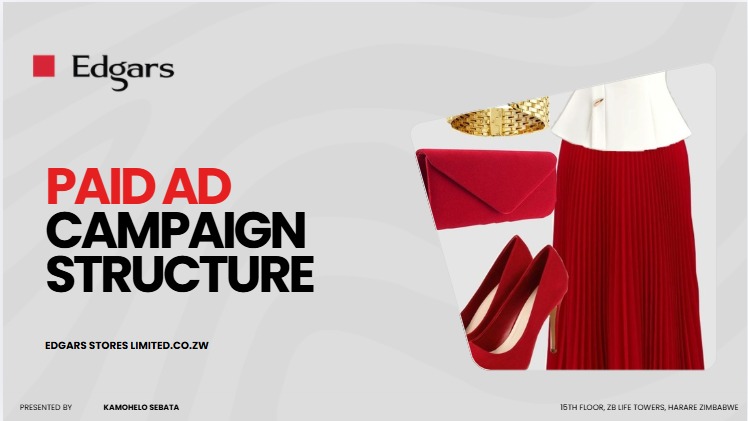 Edgars
PAID AD
CAMPAIGN
STRUCTURE
EDGARS STORES LIMITED.CO.ZW
PRESENTED BY KAMOHELO SEBATA
15TH FLOOR, ZB LIFE TOWERS, HARARE ZIMBABWE